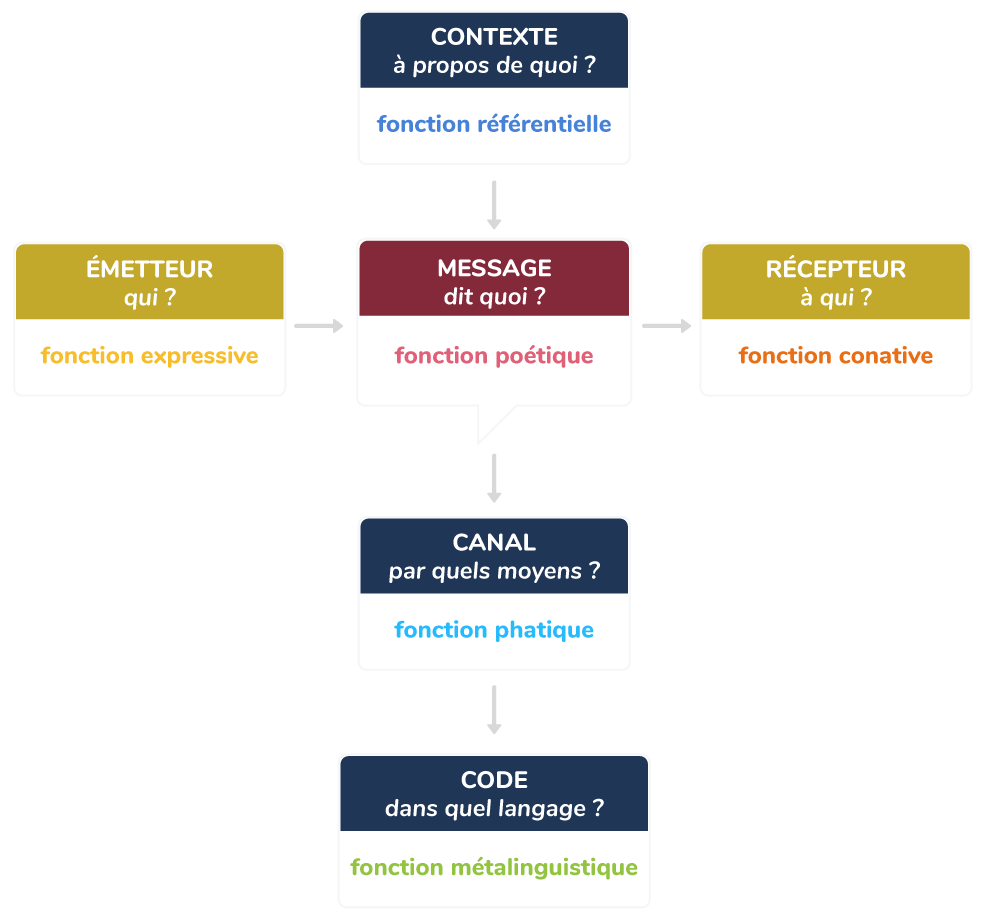 CONTEXTE
à propos de quoi ?
fonction référentielle
ÉMETTEUR
qui ?
fonction expressive
MESSAGE
dit quoi ?
fonction poétique
RÉCEPTEUR
à qui ?
fonction conative
CANAL
par quels moyens ?
fonction phatique
CODE
dans quel langage ?
fonction métalinguistique